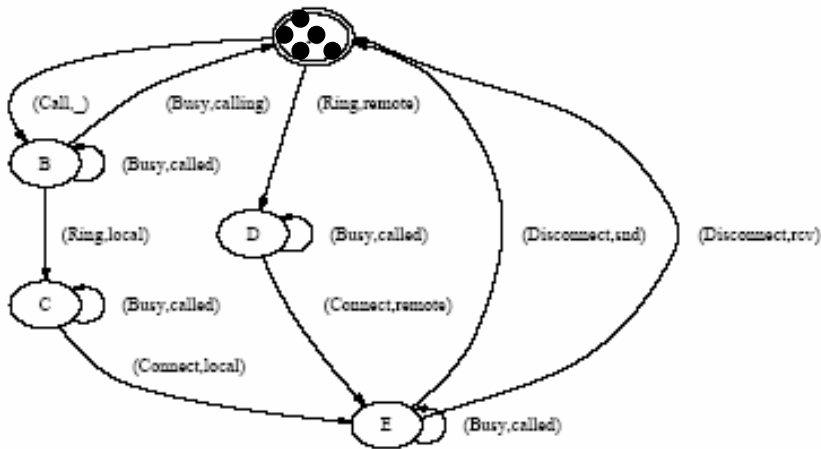 (Call,_)
(Busy,calling)
(Ring,remote)
B
(Busy,called)
(Ring,local)
D
(Busy,called)
(Disconnect,snd)
(Disconnect,rcv)
C
(Busy,called)
(Connect,remote)
(Connect,local)
E
(Busy,called)